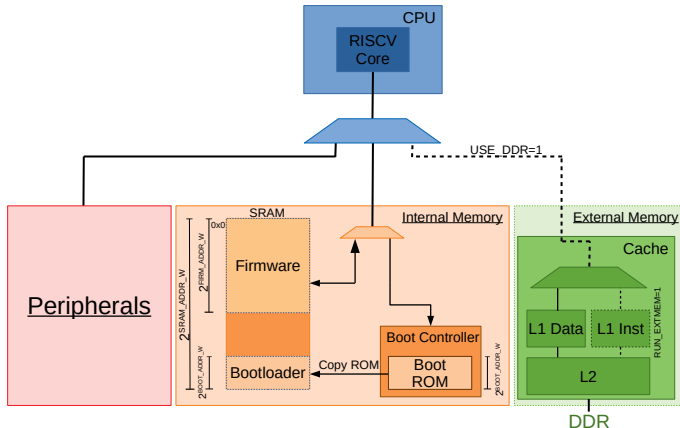 CPU
RISCV
Core
USE_DDR=1
SRAM
Internal Memory
External Memory
0x0
Cache
2^SRAM_ADDR_W
2^FIRM_ADDR_W
Firmware
Peripherals
L1 Data
L1 Inst
RUN_EXTMEM=1
Boot Controller
2^BOOT_ADDR_W
Bootloader
Copy ROM
Boot
ROM
2^BOOT_ADDR_W
L2
DDR